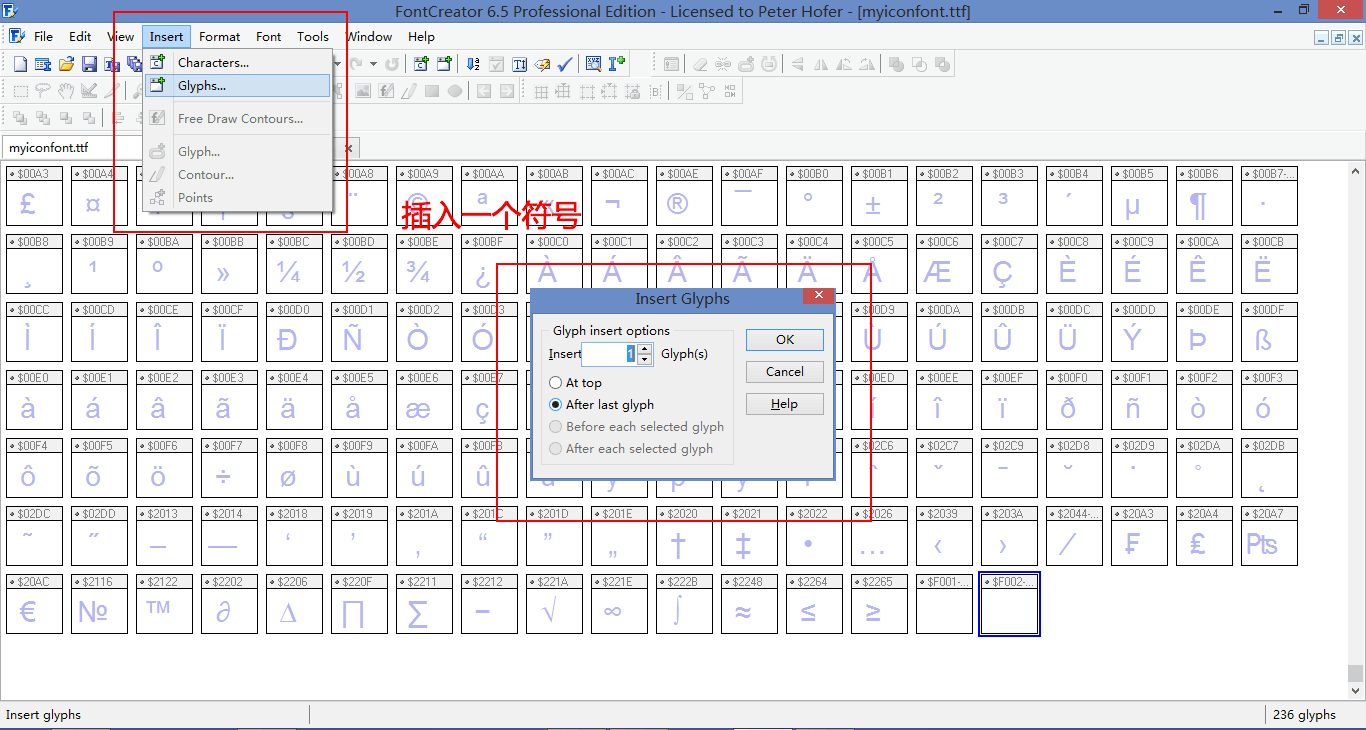 FontCreator 6.5 Professional Edition - Licensed to Peter Hofer - [myiconfont.ttf]
File Edit View Insert Format Font Tools Window Help
Characters...
Glyphs...
Free Draw Contours...
Glyph...
Contour...
Points
myiconfont.ttf
$00A3 $00A4 $00A8 $00A9 $00AA $00AB $00AC $00AE $00AF $00B0 $00B1 $00B2 $00B3 $00B4 $00B5 $00B6 $00B7-...
£ ¤ ¨ © ª « ¬ ® ¯ ° ± ² ³ ´ µ ¶ ·
插入一个符号
$00B8 $00B9 $00BA $00BB $00BC $00BD $00BE $00BF $00C0 $00C1 $00C2 $00C3 $00C4 $00C5 $00C6 $00C7 $00C8 $00C9 $00CA $00CB
¸ ¹ º » ¼ ½ ¾ ¿ À Á Â Ã Ä Å Æ Ç È É Ê Ë
Insert Glyphs
$00CC $00CD $00CE $00CF $00D0 $00D1 $00D2 $00D3 $00D9 $00DA $00DB $00DC $00DD $00DE $00DF
Ì Í Î Ï Ð Ñ Ò Ó Ù Ú Û Ü Ý Þ ß
Glyph insert options
Insert 1 Glyph(s)
At top
After last glyph
Before each selected glyph
After each selected glyph
OK
Cancel
Help
$00E0 $00E1 $00E2 $00E3 $00E4 $00E5 $00E6 $00E7 $00ED $00EE $00EF $00F0 $00F1 $00F2 $00F3
à á â ã ä å æ ç í î ï ð ñ ò ó
$00F4 $00F5 $00F6 $00F7 $00F8 $00F9 $00FA $00FB $02C6 $02C7 $02C9 $02D8 $02D9 $02DA $02DB
ô õ ö ÷ ø ù ú û ˆ ˇ ˉ ˘ ˙ ˚ ˛
$02DC $02DD $2013 $2014 $2018 $2019 $201A $201C $201D $201E $2020 $2021 $2022 $2026 $2039 $203A $2044-... $20A3 $20A4 $20A7
˜ ˝ – — ‘ ’ ‚ “ ” „ † ‡ • … ‹ › ⁄ ₣ ₤ ₧
$20AC $2116 $2122 $2202 $2206 $220F $2211 $2212 $221A $221E $222B $2248 $2264 $2265 $F001-... $F002-...
€ № ™ ∂ ∆ ∏ ∑ − √ ∞ ∫ ≈ ≤ ≥
Insert glyphs
236 glyphs